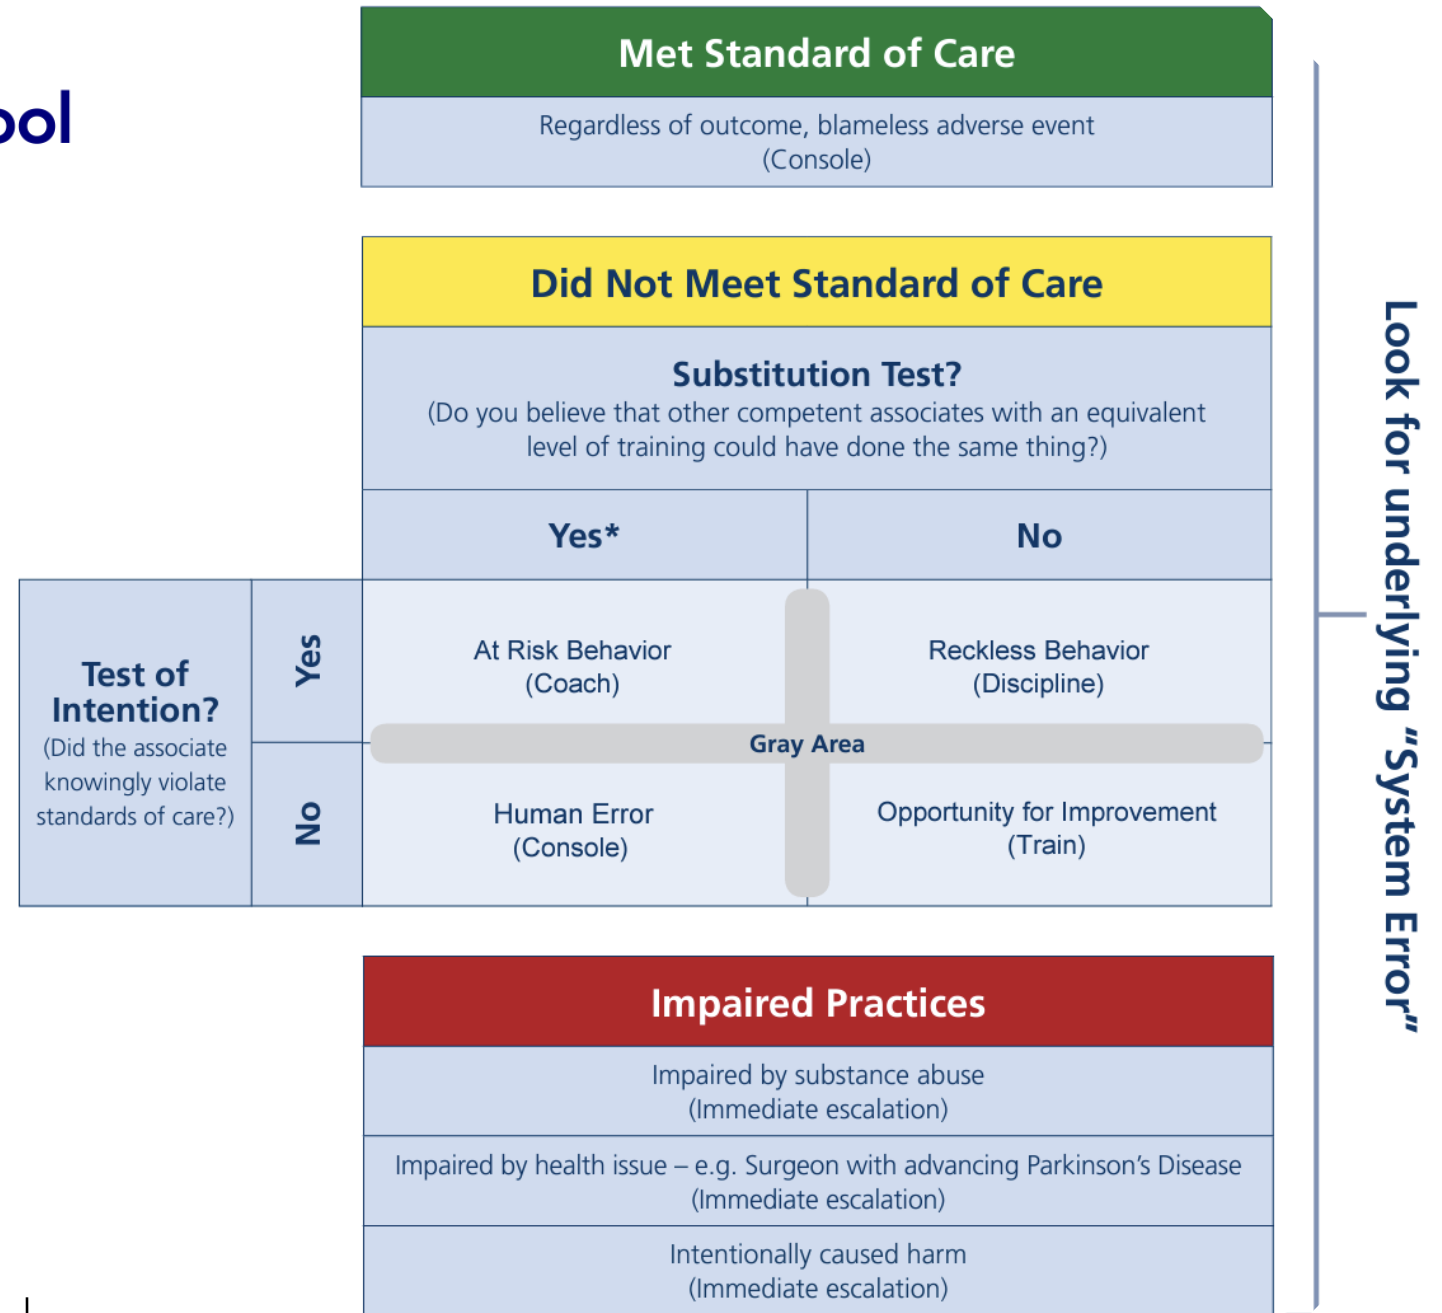 ool
Met Standard of Care
Regardless of outcome, blameless adverse event
(Console)
Did Not Meet Standard of Care
Substitution Test?
(Do you believe that other competent associates with an equivalent
level of training could have done the same thing?)
Yes*
No
Test of
Intention?
(Did the associate
knowingly violate
standards of care?)
Yes
At Risk Behavior
(Coach)
Reckless Behavior
(Discipline)
Gray Area
No
Human Error
(Console)
Opportunity for Improvement
(Train)
Impaired Practices
Impaired by substance abuse
(Immediate escalation)
Impaired by health issue – e.g. Surgeon with advancing Parkinson’s Disease
(Immediate escalation)
Intentionally caused harm
(Immediate escalation)
Look for underlying “System Error”